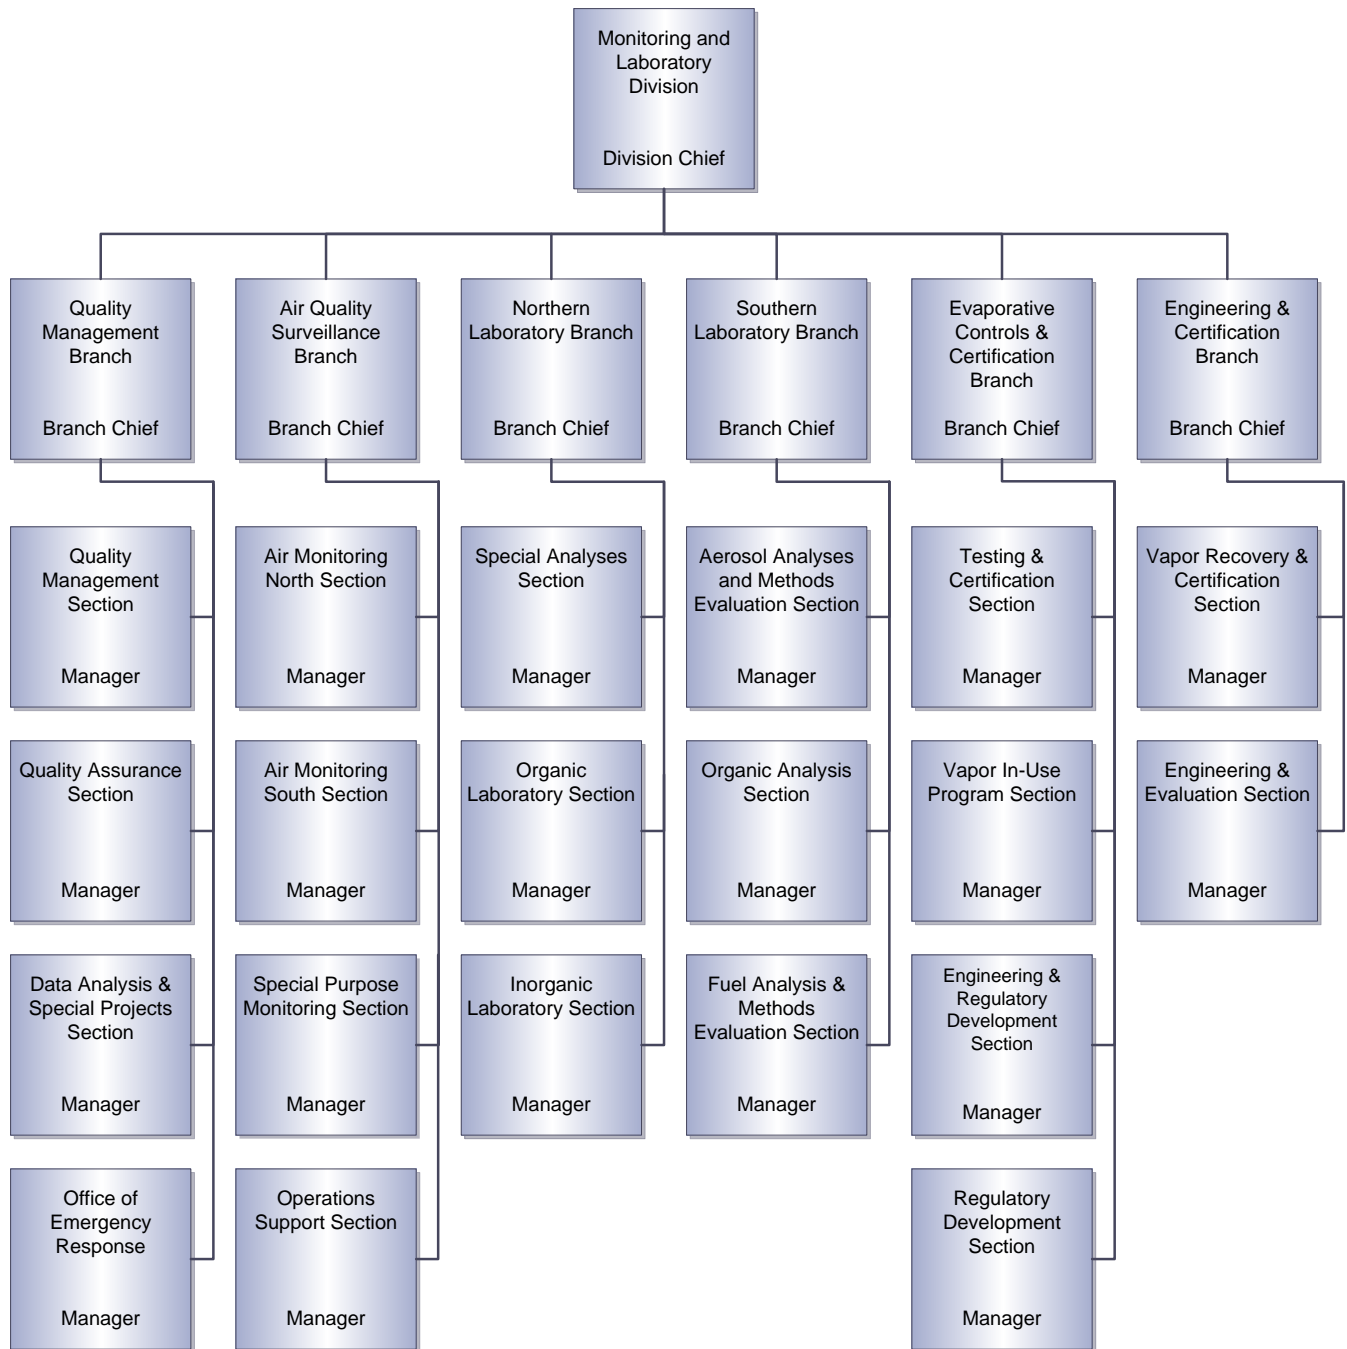 Monitoring and
Laboratory
Division
Division Chief
Quality
Management
Branch
Branch Chief
Air Quality
Surveillance
Branch
Branch Chief
Northern
Laboratory Branch
Branch Chief
Southern
Laboratory Branch
Branch Chief
Evaporative
Controls &
Certification
Branch
Branch Chief
Engineering &
Certification
Branch
Branch Chief
Quality
Management
Section
Manager
Air Monitoring
North Section
Manager
Special Analyses
Section
Manager
Aerosol Analyses
and Methods
Evaluation Section
Manager
Testing &
Certification
Section
Manager
Vapor Recovery &
Certification
Section
Manager
Quality Assurance
Section
Manager
Air Monitoring
South Section
Manager
Organic
Laboratory Section
Manager
Organic Analysis
Section
Manager
Vapor In-Use
Program Section
Manager
Engineering &
Evaluation Section
Manager
Data Analysis &
Special Projects
Section
Manager
Special Purpose
Monitoring Section
Manager
Inorganic
Laboratory Section
Manager
Fuel Analysis &
Methods
Evaluation Section
Manager
Engineering &
Regulatory
Development
Section
Manager
Office of
Emergency
Response
Manager
Operations
Support Section
Manager
Regulatory
Development
Section
Manager